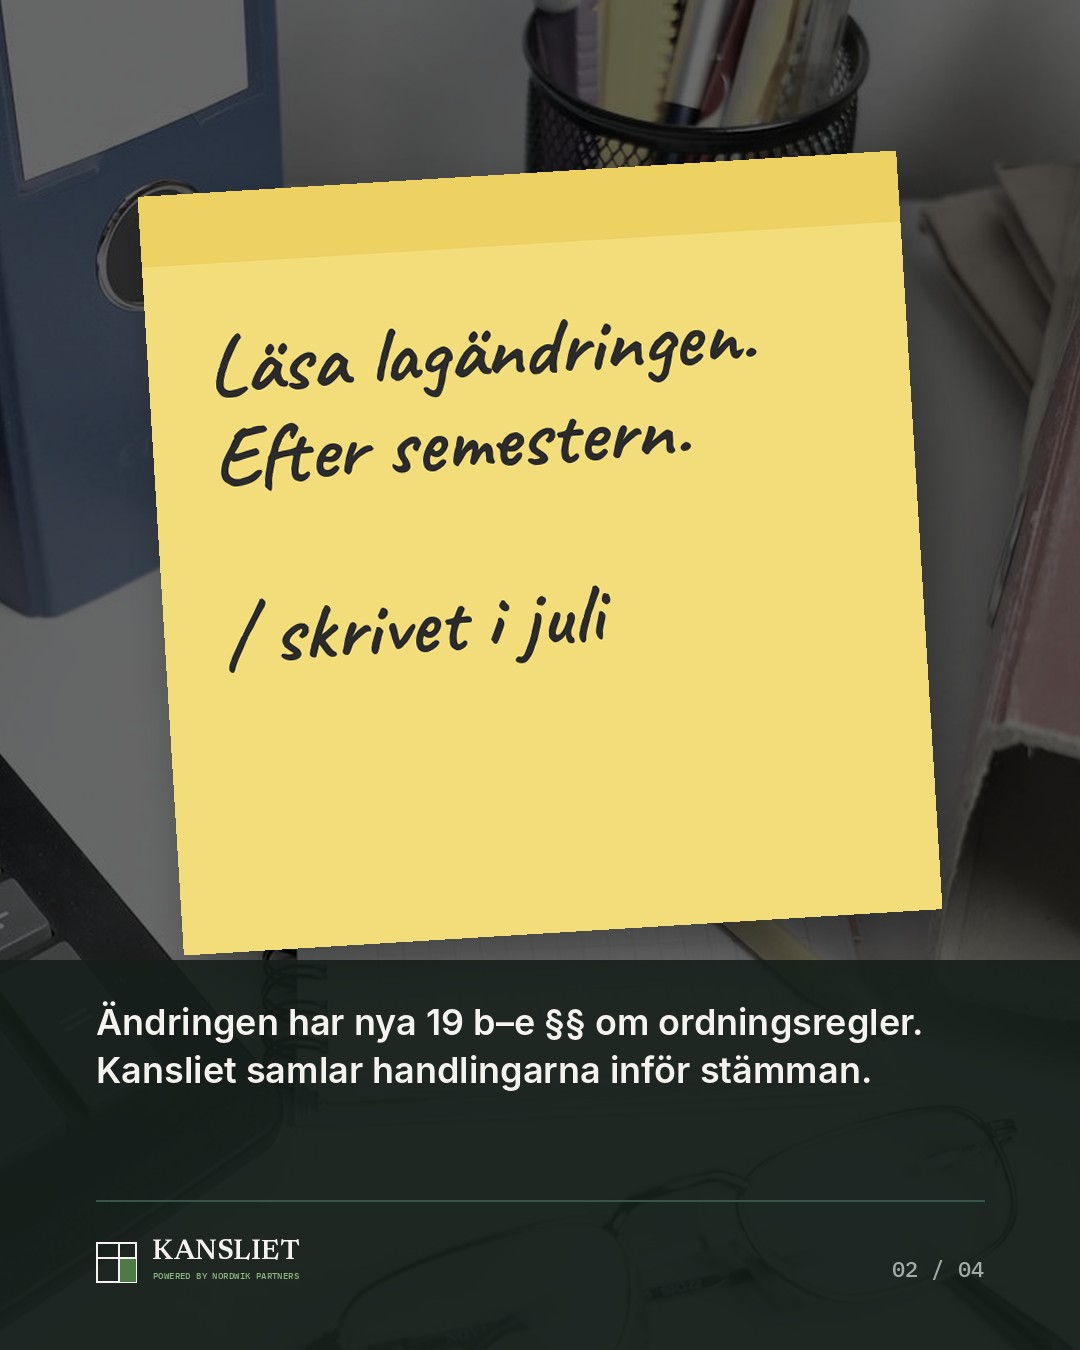 Läsa lagändringen.
Efter semestern.
/ skrivet i juli
Ändringen har nya 19 b–e §§ om ordningsregler.
Kansliet samlar handlingarna inför stämman.
KANSLIET
POWERED BY NORDWIK PARTNERS
02 / 04